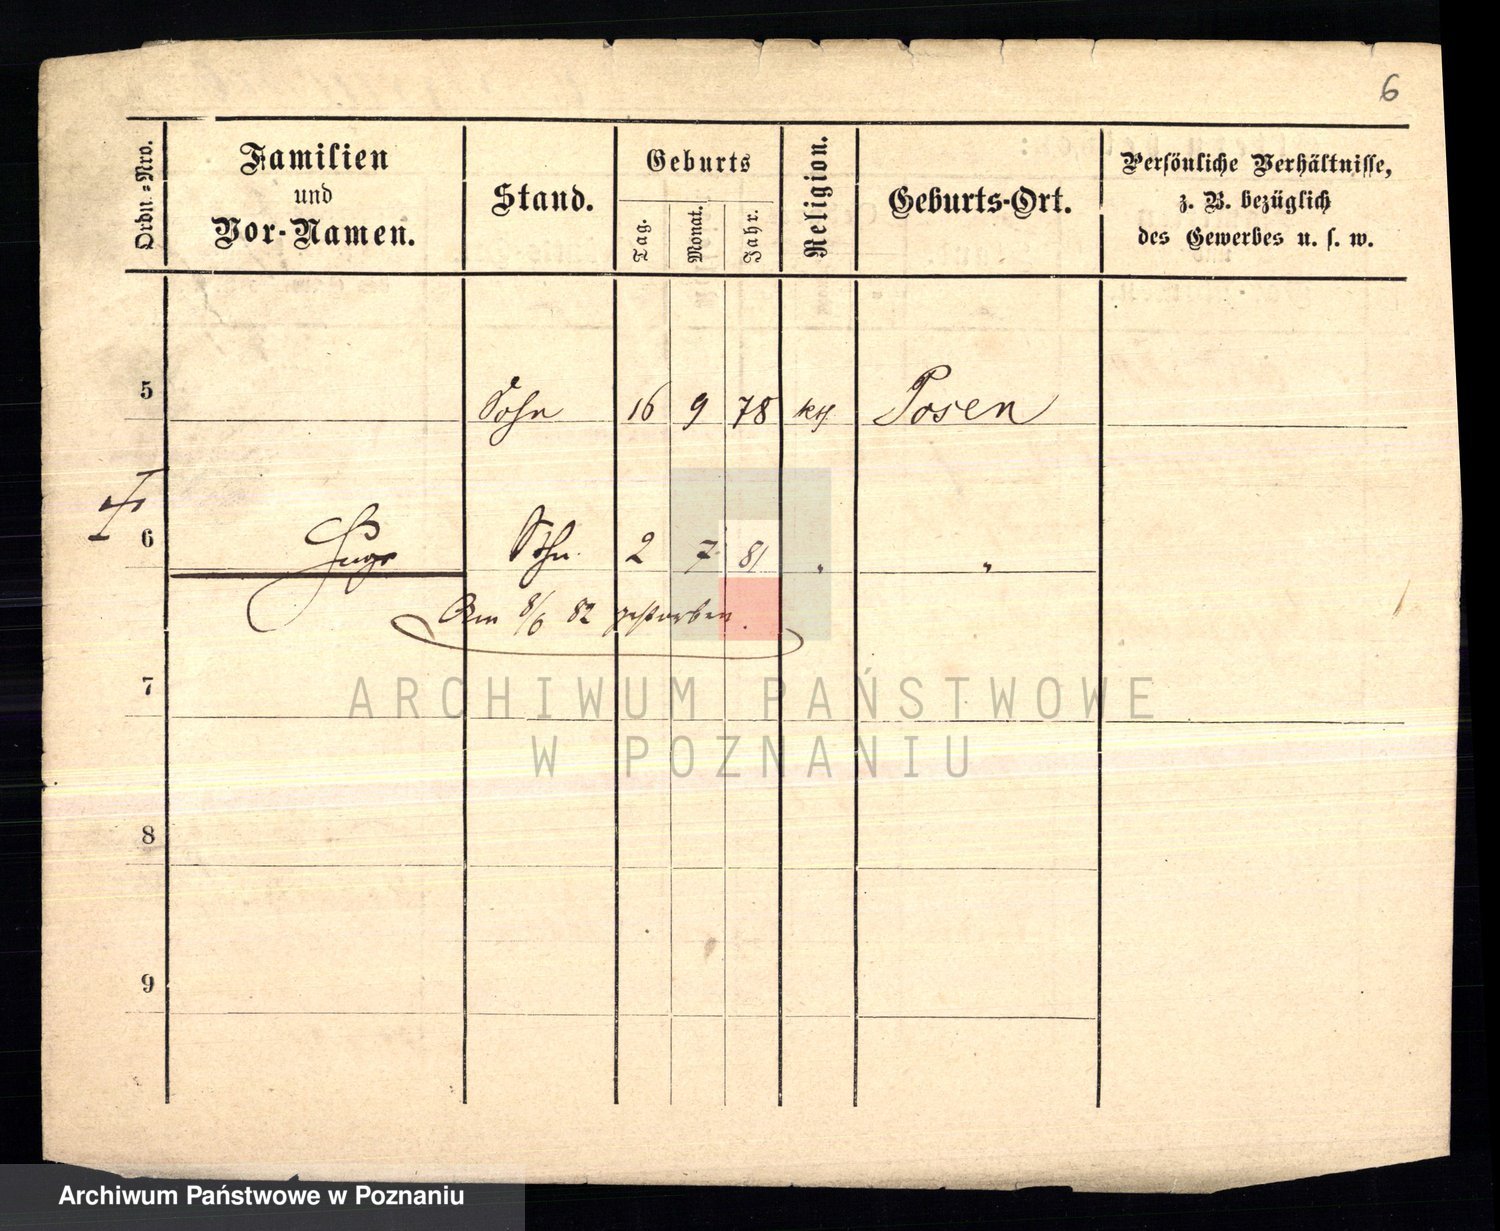 6
Ordn.-Nro.
Familien
und
Vor-Namen.
Stand.
Geburts
Tag.
Monat.
Jahr.
Religion.
Geburts-Ort.
Persönliche Verhältnisse,
z. B. bezüglich
des Gewerbes u. s. w.
5 Sohn 16 9 78 kth Posen
6 Hugo Sohn 2 7 81 " "
Am 8/6 82 gestorben.
7
8
9
ARCHIWUM PAŃSTWOWE
W POZNANIU
Archiwum Państwowe w Poznaniu